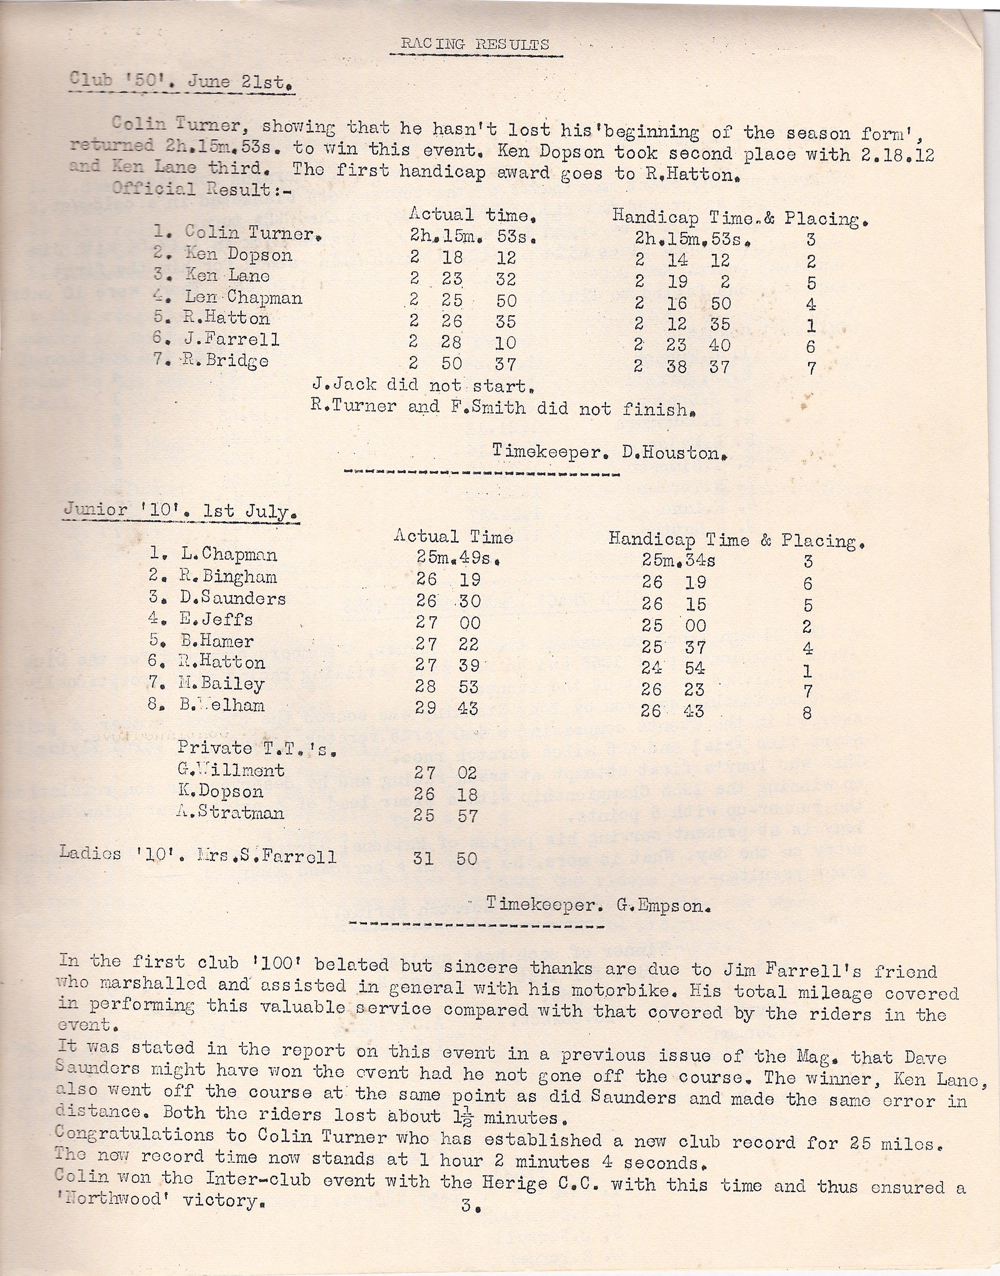 RACING RESULTS
Club '50'. June 21st.
Colin Turner, showing that he hasn't lost his 'beginning of the season form',
returned 2h.15m.53s. to win this event. Ken Dopson took second place with 2.18.12
and Ken Lane third. The first handicap award goes to R.Hatton.
Official Result:-
Actual time. Handicap Time.& Placing.
1. Colin Turner. 2h.15m. 53s. 2h.15m.53s. 3
2. Ken Dopson 2 18 12 2 14 12 2
3. Ken Lane 2 23 32 2 19 2 5
4. Len Chapman 2 25 50 2 16 50 4
5. R.Hatton 2 26 35 2 12 35 1
6. J.Farrell 2 28 10 2 23 40 6
7. R.Bridge 2 50 37 2 38 37 7
J.Jack did not start.
R.Turner and F.Smith did not finish.
Timekeeper. D.Houston.
Junior '10'. 1st July.
Actual Time Handicap Time & Placing.
1. L.Chapman 25m.49s. 25m.34s 3
2. R.Bingham 26 19 26 19 6
3. D.Saunders 26 30 26 15 5
4. E.Jeffs 27 00 25 00 2
5. B.Hamer 27 22 25 37 4
6. R.Hatton 27 39 24 54 1
7. M.Bailey 28 53 26 23 7
8. B.Welham 29 43 26 43 8
Private T.T.'s.
G.Willmont 27 02
K.Dopson 26 18
A.Stratman 25 57
Ladies '10'. Mrs.S.Farrell 31 50
Timekeeper. G.Empson.
In the first club '100' belated but sincere thanks are due to Jim Farrell's friend
who marshalled and assisted in general with his motorbike. His total mileage covered
in performing this valuable service compared with that covered by the riders in the
event.
It was stated in the report on this event in a previous issue of the Mag. that Dave
Saunders might have won the event had he not gone off the course. The winner, Ken Lane,
also went off the course at the same point as did Saunders and made the same error in
distance. Both the riders lost about 1½ minutes.
Congratulations to Colin Turner who has established a new club record for 25 miles.
The new record time now stands at 1 hour 2 minutes 4 seconds.
Colin won the Inter-club event with the Herige C.C. with this time and thus ensured a
'Northwood' victory.
3.